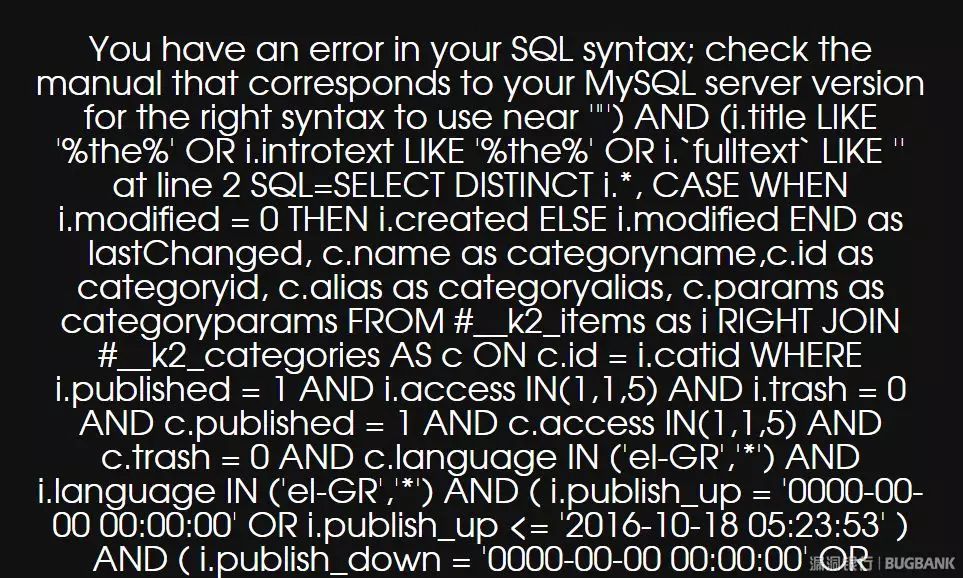 You have an error in your SQL syntax; check the
manual that corresponds to your MySQL server version
for the right syntax to use near '"') AND (i.title LIKE
'%the%' OR i.introtext LIKE '%the%' OR i.`fulltext` LIKE ''
at line 2 SQL=SELECT DISTINCT i.*, CASE WHEN
i.modified = 0 THEN i.created ELSE i.modified END as
lastChanged, c.name as categoryname,c.id as
categoryid, c.alias as categoryalias, c.params as
categoryparams FROM #__k2_items as i RIGHT JOIN
#__k2_categories AS c ON c.id = i.catid WHERE
i.published = 1 AND i.access IN(1,1,5) AND i.trash = 0
AND c.published = 1 AND c.access IN(1,1,5) AND
c.trash = 0 AND c.language IN ('el-GR','*') AND
i.language IN ('el-GR','*') AND ( i.publish_up = '0000-00-
00 00:00:00' OR i.publish_up <= '2016-10-18 05:23:53' )
AND ( i.publish_down = '0000-00-00 00:00:00' OR
漏洞银行 | BUGBANK